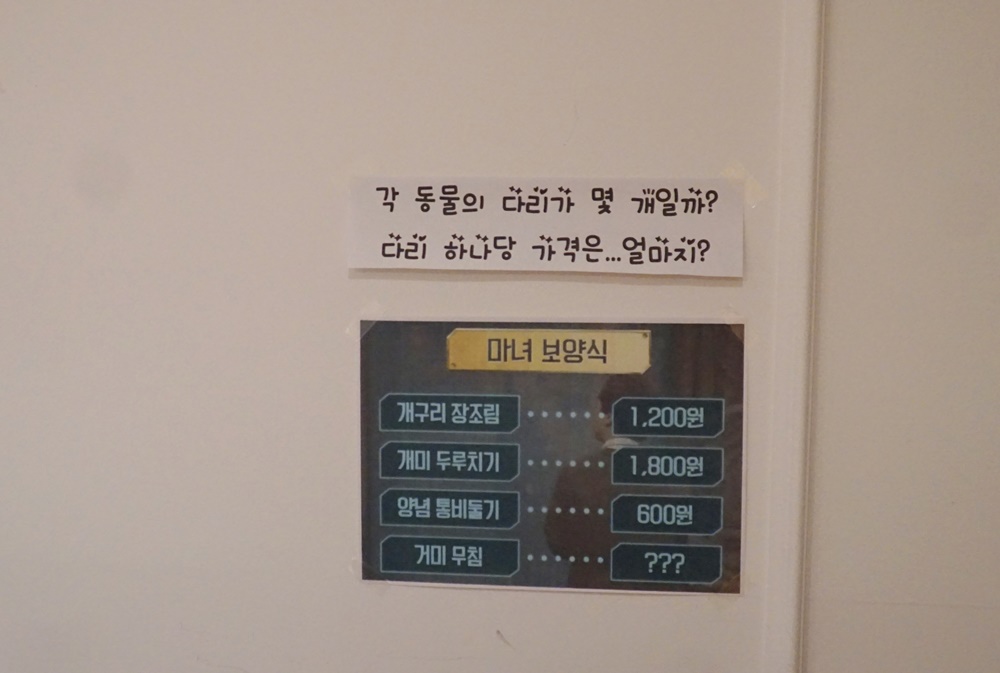 각 동물의 다리가 몇 개일까?
다리 하나당 가격은...얼마지?
마녀 보양식
개구리 장조림 ...... 1,200원
개미 두루치기 ...... 1,800원
양념 통비둘기 ...... 600원
거미 무침 ...... ???